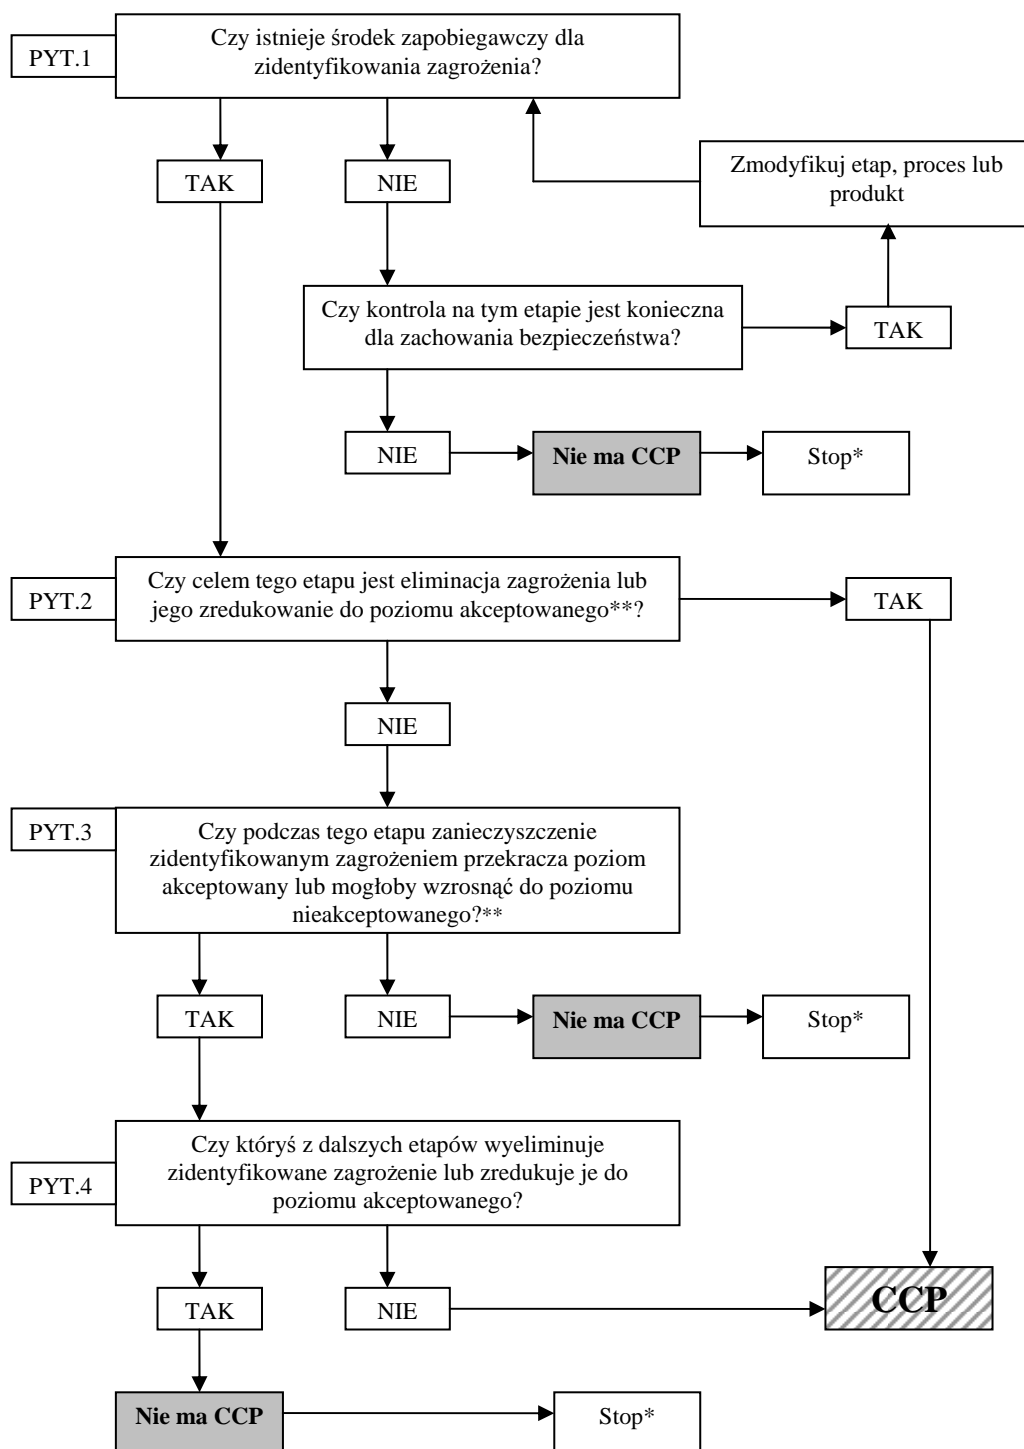 PYT.1
Czy istnieje środek zapobiegawczy dla
zidentyfikowania zagrożenia?
TAK
NIE
Zmodyfikuj etap, proces lub
produkt
Czy kontrola na tym etapie jest konieczna
dla zachowania bezpieczeństwa?
TAK
NIE
Nie ma CCP
Stop*
PYT.2
Czy celem tego etapu jest eliminacja zagrożenia lub
jego zredukowanie do poziomu akceptowanego**?
TAK
NIE
PYT.3
Czy podczas tego etapu zanieczyszczenie
zidentyfikowanym zagrożeniem przekracza poziom
akceptowany lub mogłoby wzrosnąć do poziomu
nieakceptowanego?**
TAK
NIE
Nie ma CCP
Stop*
PYT.4
Czy któryś z dalszych etapów wyeliminuje
zidentyfikowane zagrożenie lub zredukuje je do
poziomu akceptowanego?
TAK
NIE
CCP
Nie ma CCP
Stop*